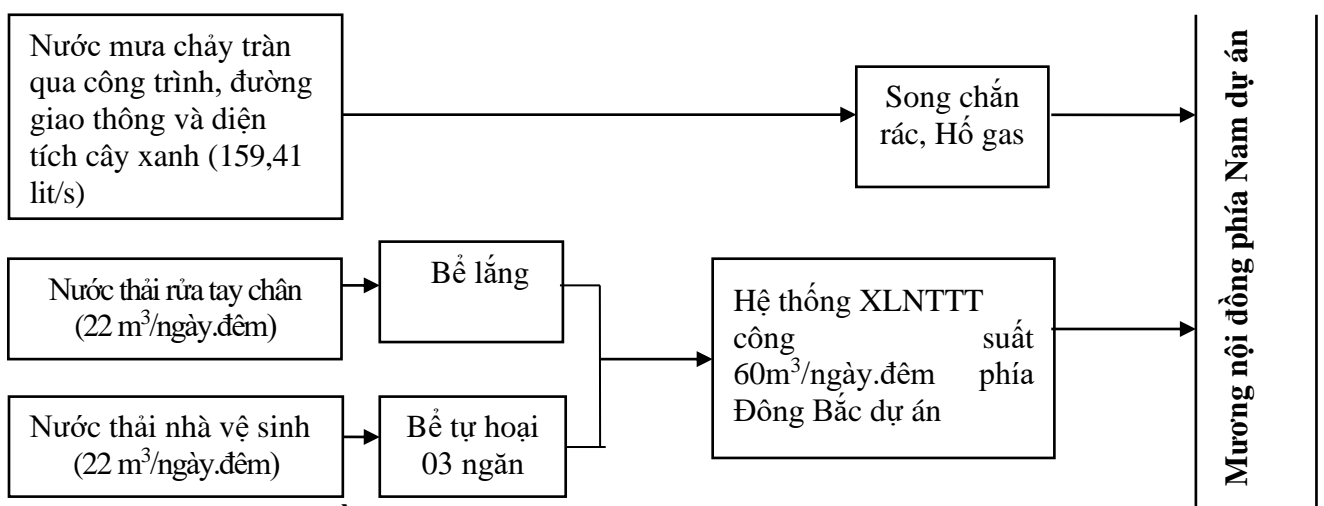 Nước mưa chảy tràn
qua công trình, đường
giao thông và diện
tích cây xanh (159,41
lit/s)
Song chắn
rác, Hố gas
Nước thải rửa tay chân
(22 m³/ngày.đêm)
Bể lắng
Nước thải nhà vệ sinh
(22 m³/ngày.đêm)
Bể tự hoại
03 ngăn
Hệ thống XLNTTT
công suất
60m³/ngày.đêm phía
Đông Bắc dự án
Mương nội đồng phía Nam dự án